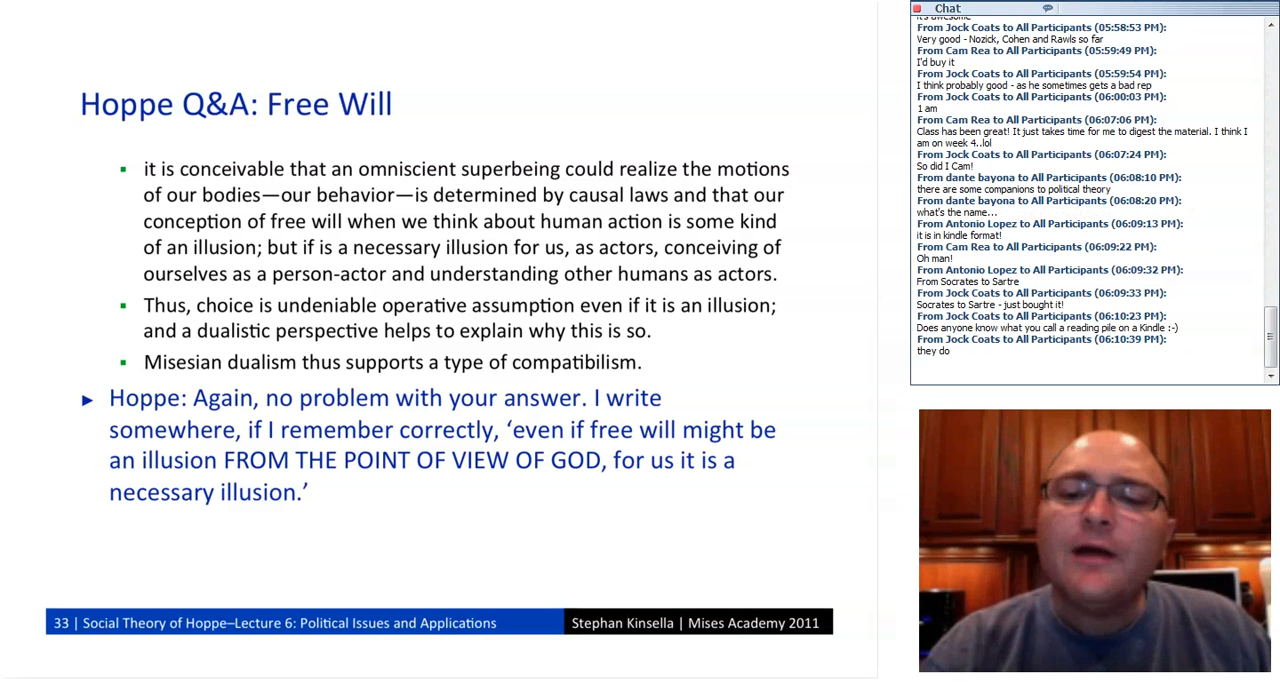 Hoppe Q&A: Free Will
it is conceivable that an omniscient superbeing could realize the motions
of our bodies—our behavior—is determined by causal laws and that our
conception of free will when we think about human action is some kind
of an illusion; but if is a necessary illusion for us, as actors, conceiving of
ourselves as a person-actor and understanding other humans as actors.
Thus, choice is undeniable operative assumption even if it is an illusion;
and a dualistic perspective helps to explain why this is so.
Misesian dualism thus supports a type of compatibilism.
Hoppe: Again, no problem with your answer. I write
somewhere, if I remember correctly, ‘even if free will might be
an illusion FROM THE POINT OF VIEW OF GOD, for us it is a
necessary illusion.’
33 | Social Theory of Hoppe–Lecture 6: Political Issues and Applications
Stephan Kinsella | Mises Academy 2011
Chat
it's awesome
From Jock Coats to All Participants (05:58:53 PM):
Very good - Nozick, Cohen and Rawls so far
From Cam Rea to All Participants (05:59:49 PM):
I'd buy it
From Jock Coats to All Participants (05:59:54 PM):
I think probably good - as he sometimes gets a bad rep
From Jock Coats to All Participants (06:00:03 PM):
1 am
From Cam Rea to All Participants (06:07:06 PM):
Class has been great! It just takes time for me to digest the material. I think I
am on week 4..lol
From Jock Coats to All Participants (06:07:24 PM):
So did I Cam!
From dante bayona to All Participants (06:08:10 PM):
there are some companions to political theory
From dante bayona to All Participants (06:08:20 PM):
what's the name...
From Antonio Lopez to All Participants (06:09:13 PM):
it is in kindle format!
From Cam Rea to All Participants (06:09:22 PM):
Oh man!
From Antonio Lopez to All Participants (06:09:32 PM):
From Socrates to Sartre
From Jock Coats to All Participants (06:09:33 PM):
Socrates to Sartre - just bought it!
From Jock Coats to All Participants (06:10:23 PM):
Does anyone know what you call a reading pile on a Kindle :-)
From Jock Coats to All Participants (06:10:39 PM):
they do